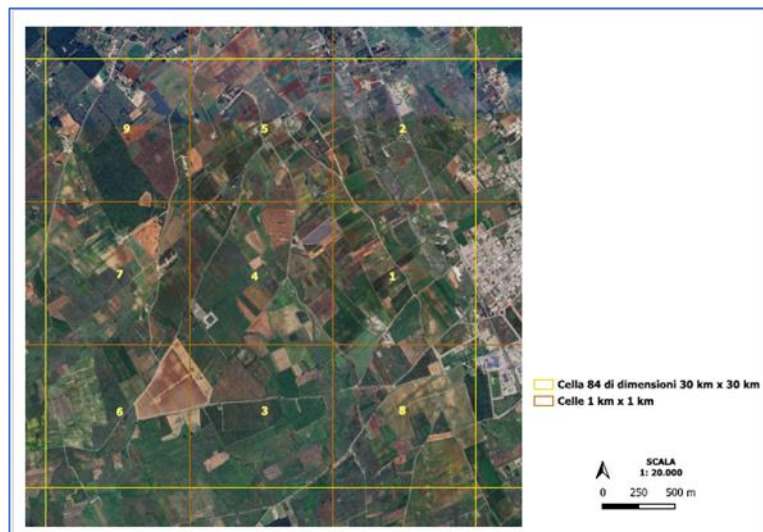 9 5 2
7 4 1
6 3 8
Cella 84 di dimensioni 30 km x 30 km
Celle 1 km x 1 km
SCALA
1: 20.000
0 250 500 m